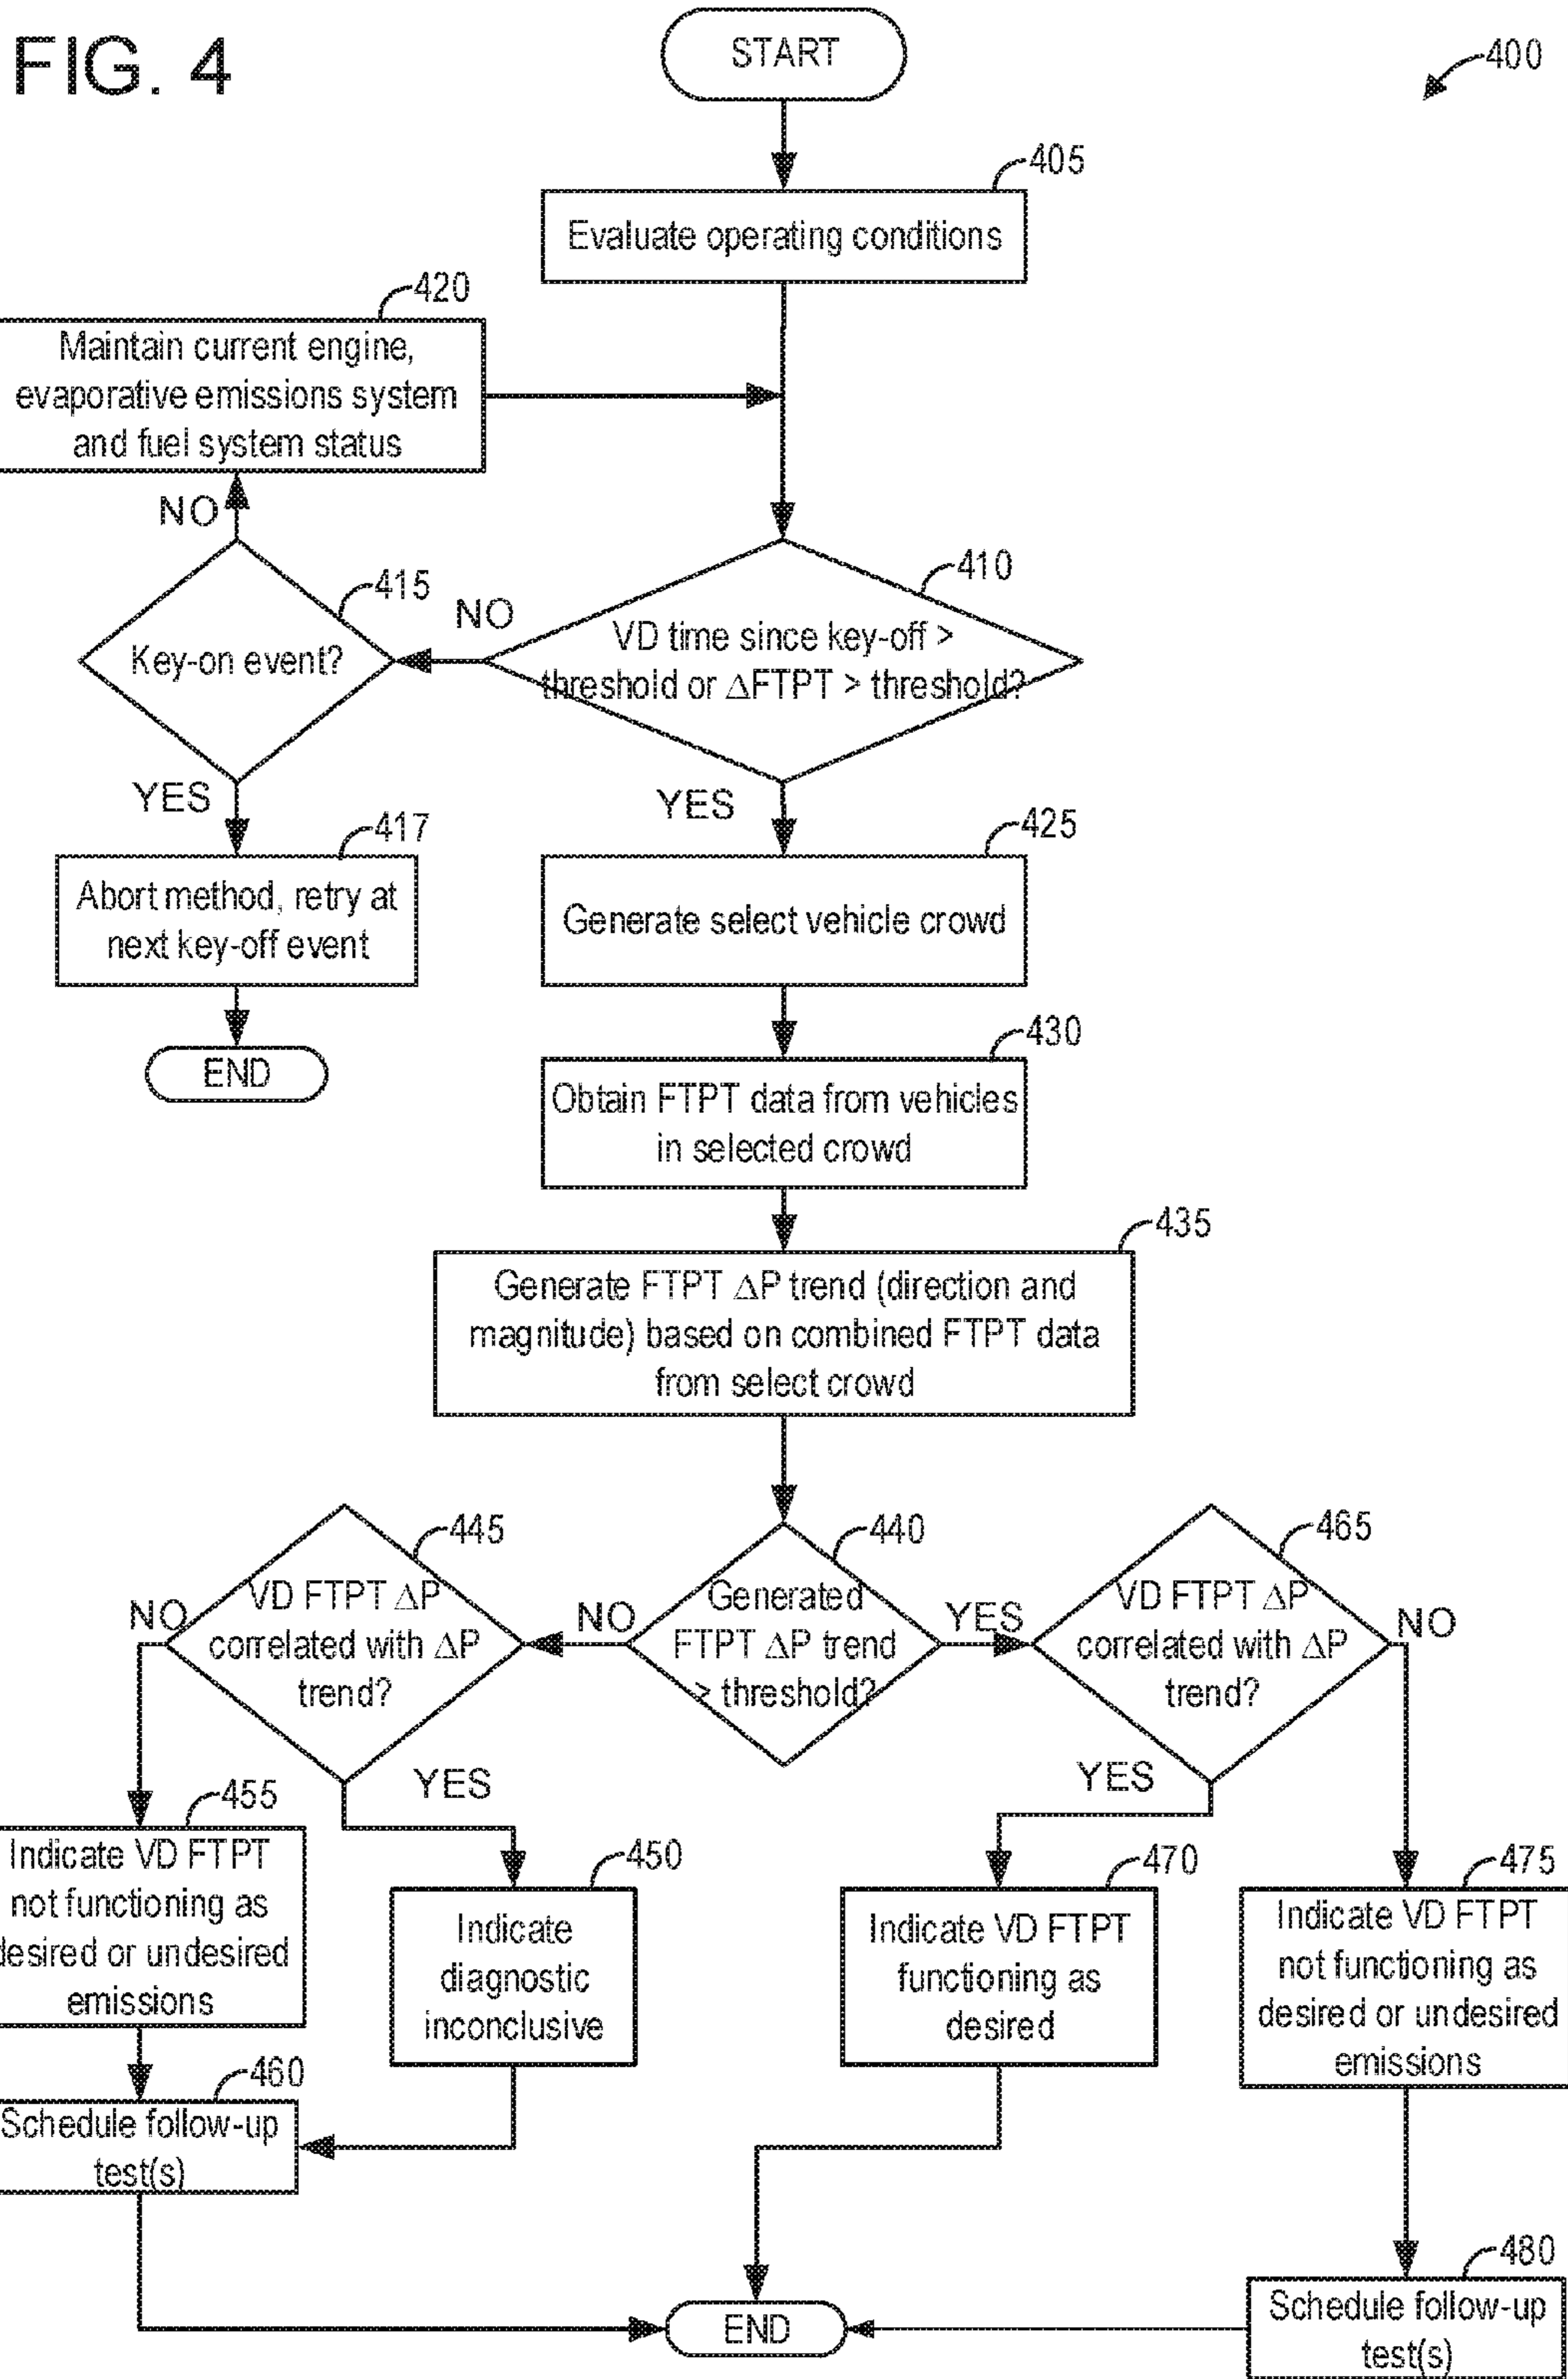 FIG. 4
START
400
405
Evaluate operating conditions
420
Maintain current engine,
evaporative emissions system
and fuel system status
NO
415
Key-on event?
NO
410
VD time since key-off >
threshold or ΔFTPT > threshold?
YES
417
Abort method, retry at
next key-off event
END
YES
425
Generate select vehicle crowd
430
Obtain FTPT data from vehicles
in selected crowd
435
Generate FTPT ΔP trend (direction and
magnitude) based on combined FTPT data
from select crowd
445
VD FTPT ΔP
correlated with ΔP
trend?
NO
YES
440
Generated
FTPT ΔP trend
> threshold?
NO
YES
465
VD FTPT ΔP
correlated with ΔP
trend?
YES
NO
455
Indicate VD FTPT
not functioning as
desired or undesired
emissions
450
Indicate
diagnostic
inconclusive
470
Indicate VD FTPT
functioning as
desired
475
Indicate VD FTPT
not functioning as
desired or undesired
emissions
460
Schedule follow-up
test(s)
480
Schedule follow-up
test(s)
END